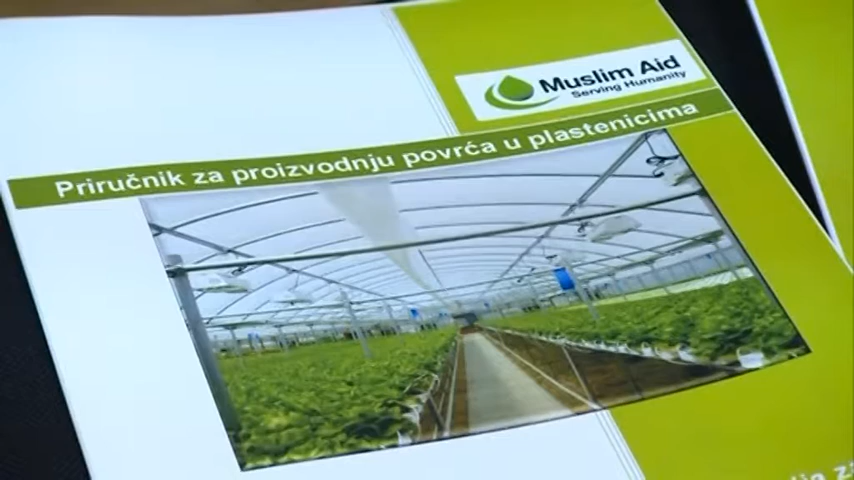 Muslim Aid
Serving Humanity
Priručnik za proizvodnju povrća u plastenicima